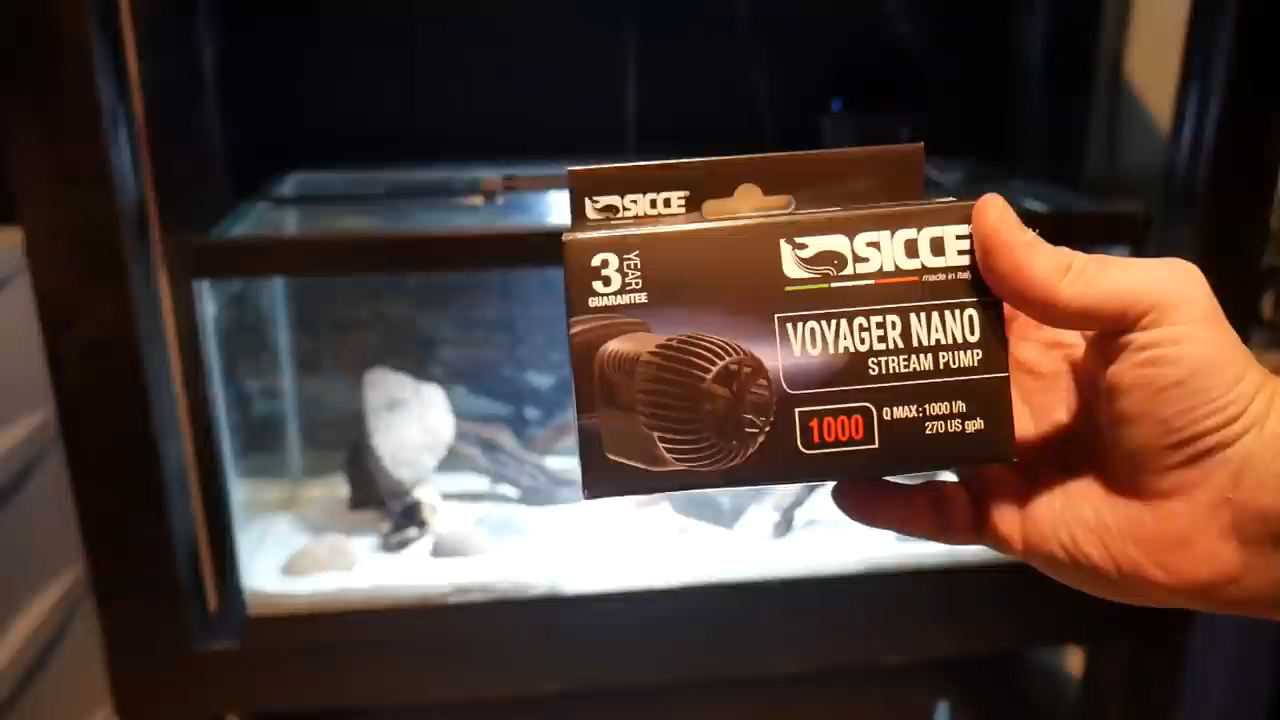 SICCE
3 YEAR
GUARANTEE
SICCE
made in Italy
VOYAGER NANO
STREAM PUMP
1000
Q MAX: 1000 l/h
270 US gph